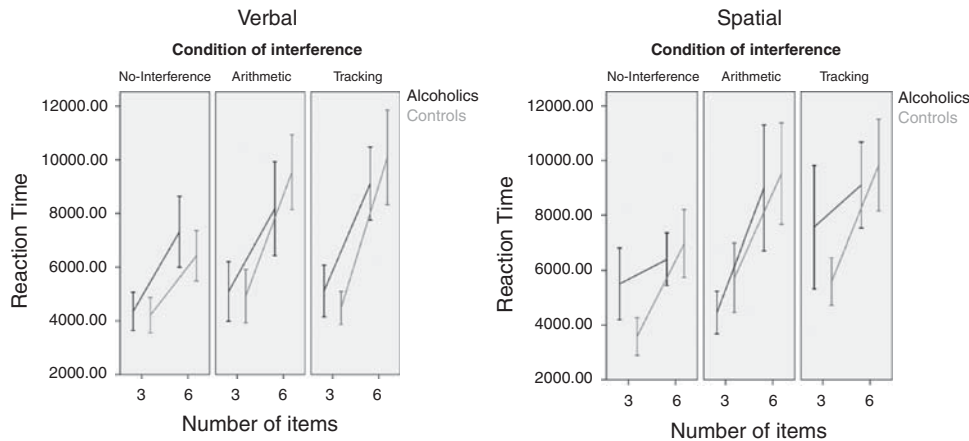 Verbal
Condition of interference
No-Interference Arithmetic Tracking
Alcoholics
Controls
12000.00
10000.00
8000.00
6000.00
4000.00
2000.00
Reaction Time
3 6 3 6 3 6
Number of items
Spatial
Condition of interference
No-Interference Arithmetic Tracking
Alcoholics
Controls
12000.00
10000.00
8000.00
6000.00
4000.00
2000.00
Reaction Time
3 6 3 6 3 6
Number of items